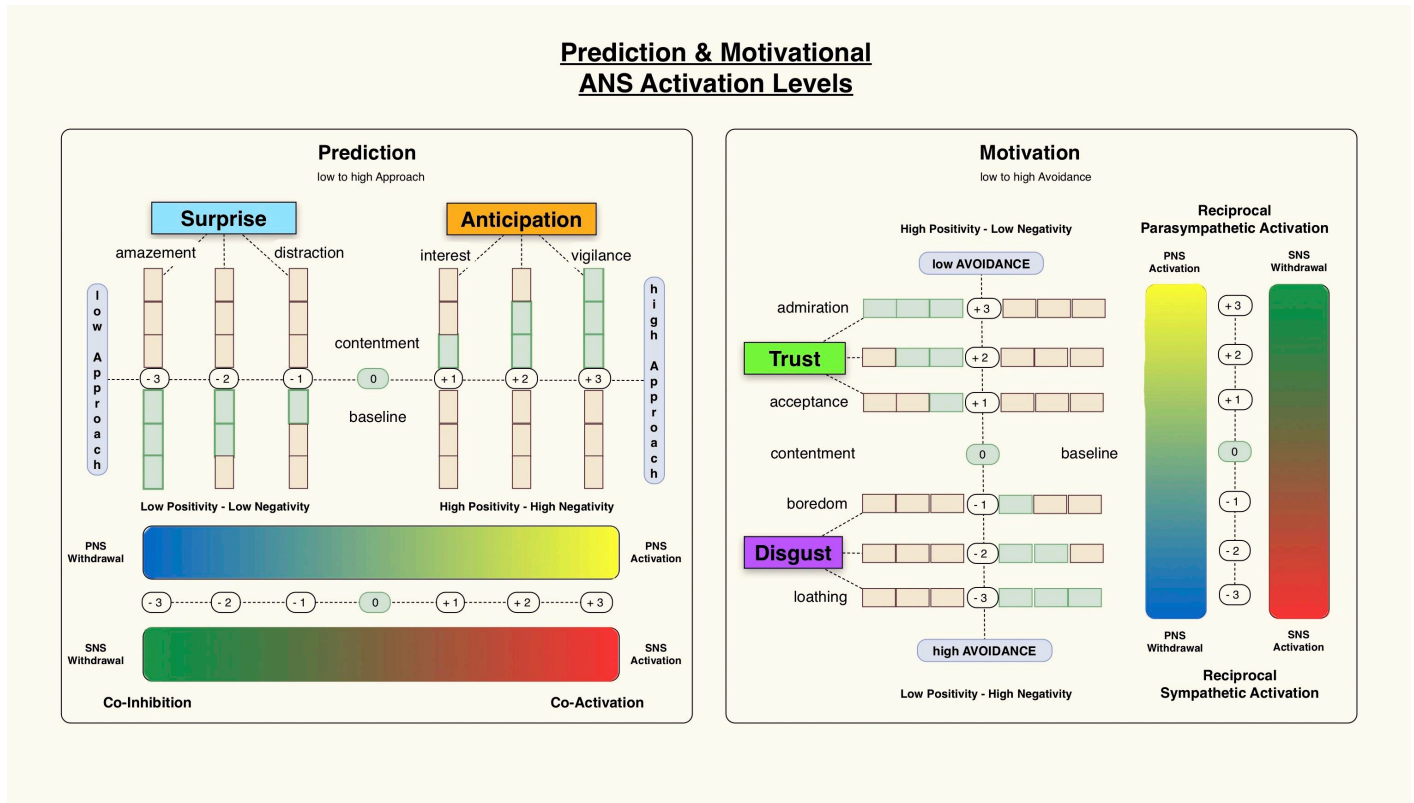 Prediction & Motivational
ANS Activation Levels
Prediction
low to high Approach
Surprise
Anticipation
amazement
distraction
interest
vigilance
low Approach
high Approach
contentment
- 3
- 2
- 1
0
+ 1
+ 2
+ 3
baseline
Low Positivity - Low Negativity
High Positivity - High Negativity
PNS
Withdrawal
PNS
Activation
- 3
- 2
- 1
0
+ 1
+ 2
+ 3
SNS
Withdrawal
SNS
Activation
Co-Inhibition
Co-Activation
Motivation
low to high Avoidance
High Positivity - Low Negativity
low AVOIDANCE
admiration
+ 3
Trust
+ 2
acceptance
+ 1
contentment
0
baseline
boredom
- 1
Disgust
- 2
loathing
- 3
high AVOIDANCE
Low Positivity - High Negativity
Reciprocal
Parasympathetic Activation
PNS
Activation
SNS
Withdrawal
+ 3
+ 2
+ 1
0
- 1
- 2
- 3
PNS
Withdrawal
SNS
Activation
Reciprocal
Sympathetic Activation